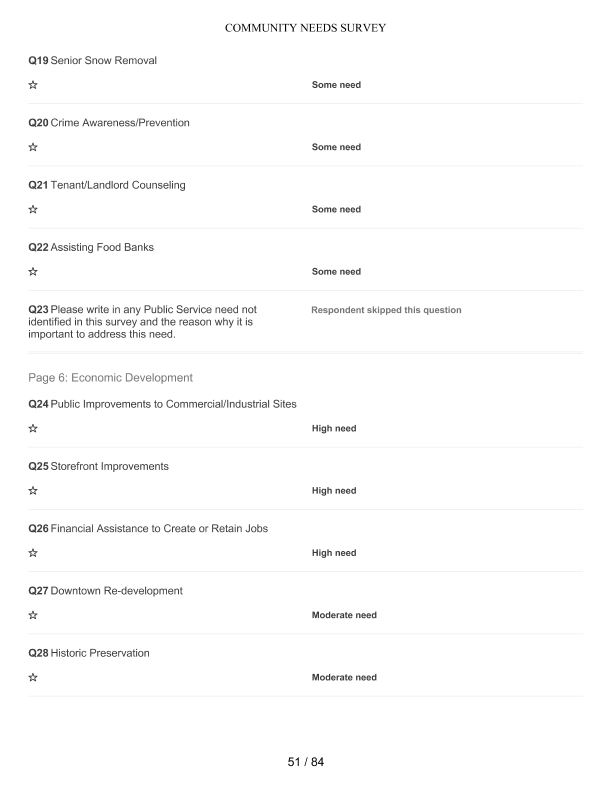 COMMUNITY NEEDS SURVEY
Q19 Senior Snow Removal
☆ Some need
Q20 Crime Awareness/Prevention
☆ Some need
Q21 Tenant/Landlord Counseling
☆ Some need
Q22 Assisting Food Banks
☆ Some need
Q23 Please write in any Public Service need not Respondent skipped this question
identified in this survey and the reason why it is
important to address this need.
Page 6: Economic Development
Q24 Public Improvements to Commercial/Industrial Sites
☆ High need
Q25 Storefront Improvements
☆ High need
Q26 Financial Assistance to Create or Retain Jobs
☆ High need
Q27 Downtown Re-development
☆ Moderate need
Q28 Historic Preservation
☆ Moderate need
51 / 84